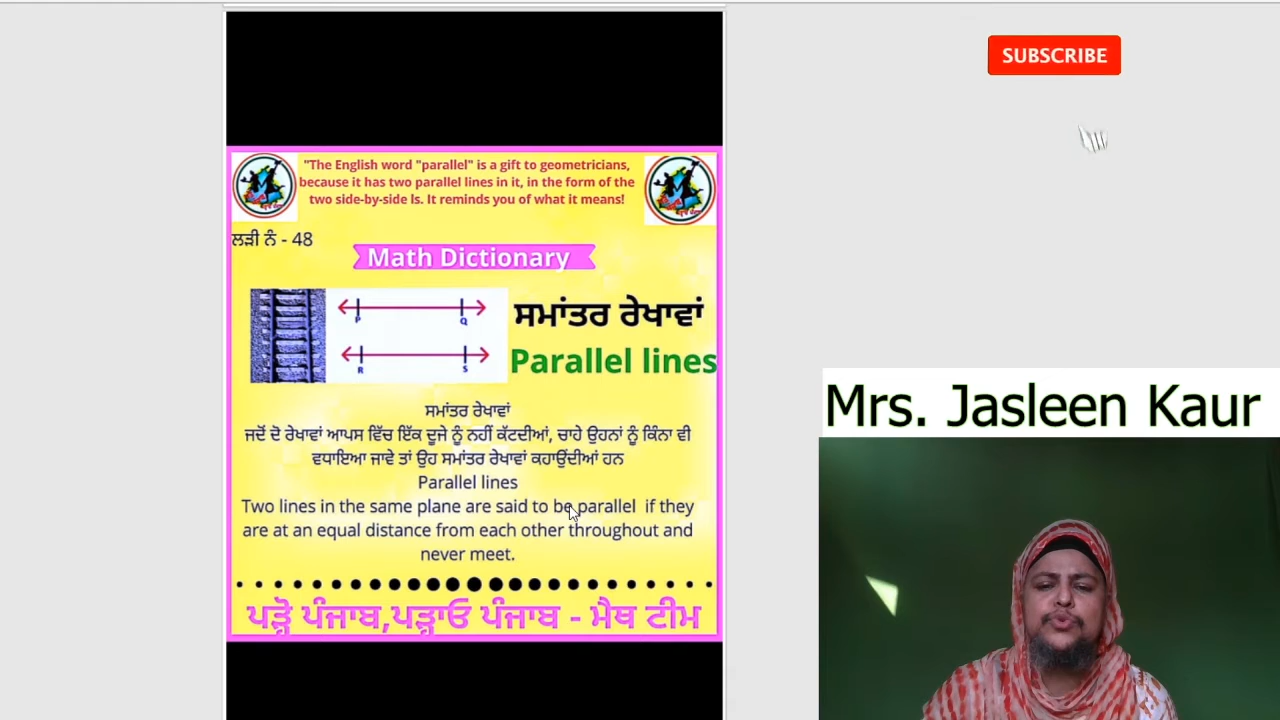 SUBSCRIBE
"The English word "parallel" is a gift to geometricians,
because it has two parallel lines in it, in the form of the
two side-by-side ls. It reminds you of what it means!
ਲੜੀ ਨੰ - 48
Math Dictionary
P Q
R S
ਸਮਾਂਤਰ ਰੇਖਾਵਾਂ
Parallel lines
Mrs. Jasleen Kaur
ਸਮਾਂਤਰ ਰੇਖਾਵਾਂ
ਜਦੋਂ ਦੋ ਰੇਖਾਵਾਂ ਆਪਸ ਵਿੱਚ ਇੱਕ ਦੂਜੇ ਨੂੰ ਨਹੀਂ ਕੱਟਦੀਆਂ, ਚਾਹੇ ਉਹਨਾਂ ਨੂੰ ਕਿੰਨਾ ਵੀ
ਵਧਾਇਆ ਜਾਵੇ ਤਾਂ ਉਹ ਸਮਾਂਤਰ ਰੇਖਾਵਾਂ ਕਹਾਉਂਦੀਆਂ ਹਨ
Parallel lines
Two lines in the same plane are said to be parallel if they
are at an equal distance from each other throughout and
never meet.
ਪੜ੍ਹੋ ਪੰਜਾਬ,ਪੜ੍ਹਾਓ ਪੰਜਾਬ - ਮੈਥ ਟੀਮ